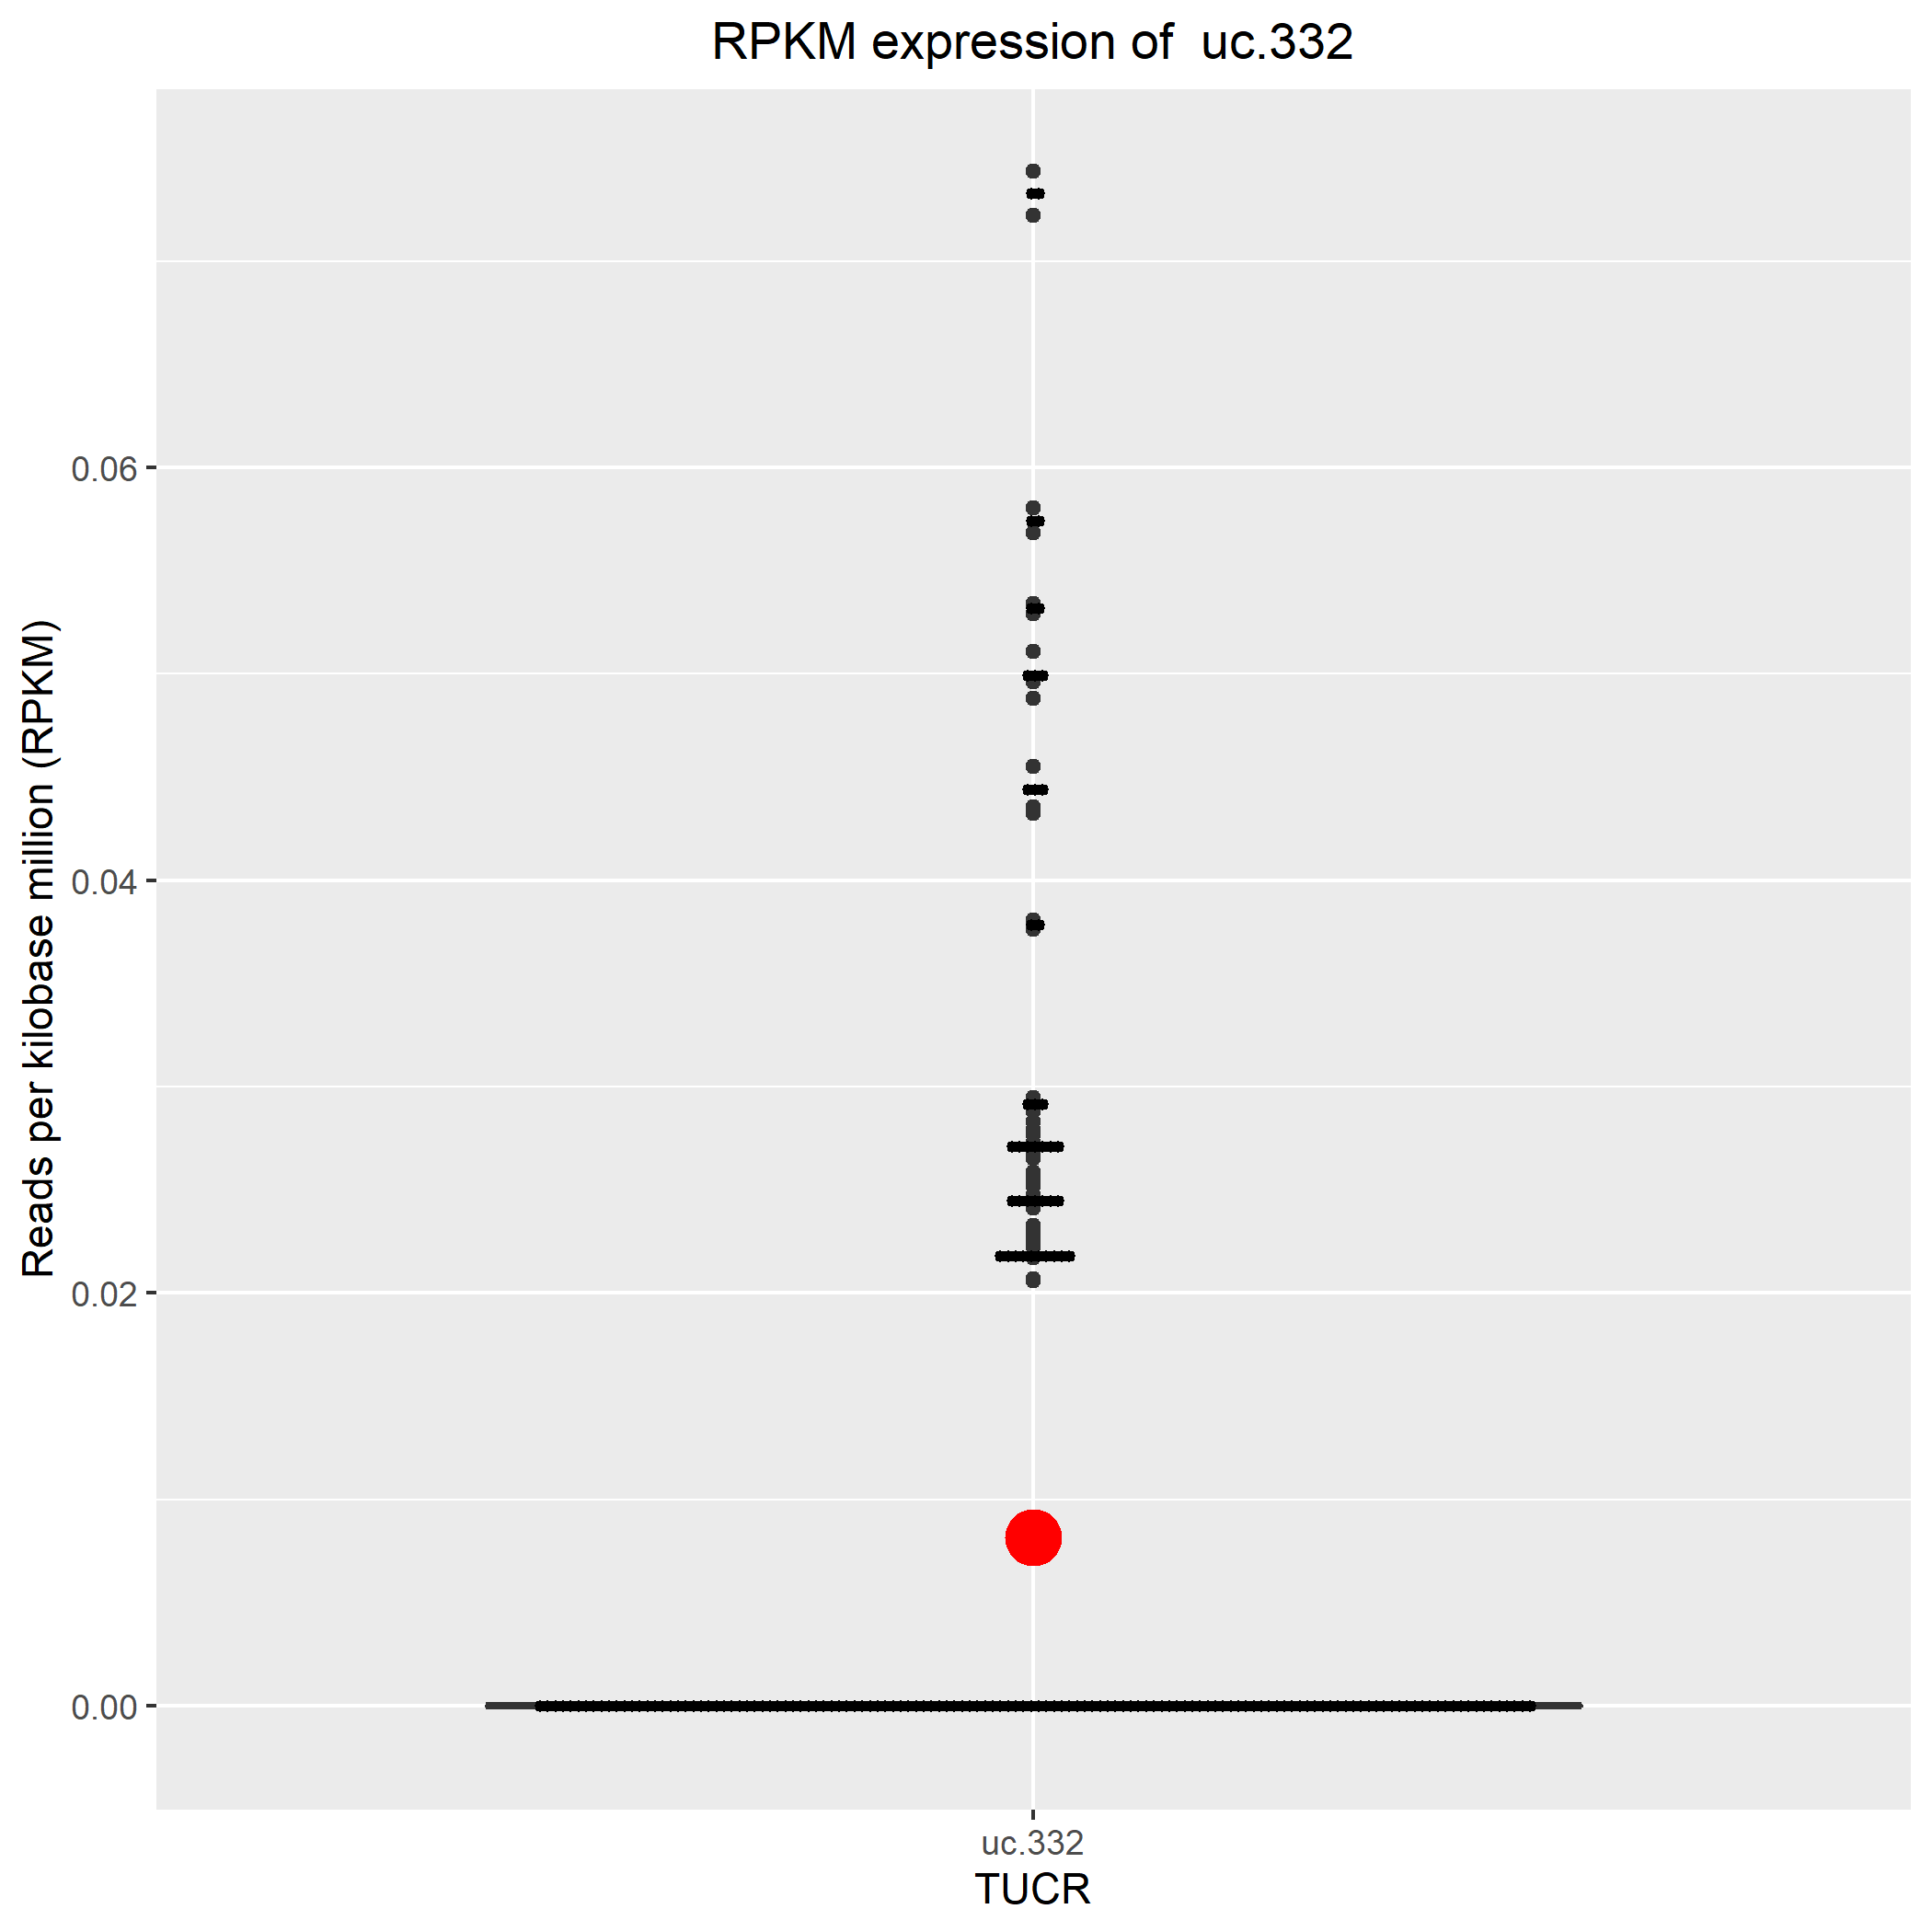 RPKM expression of  uc.332
Reads per kilobase million (RPKM)
0.06
0.04
0.02
0.00
uc.332
TUCR